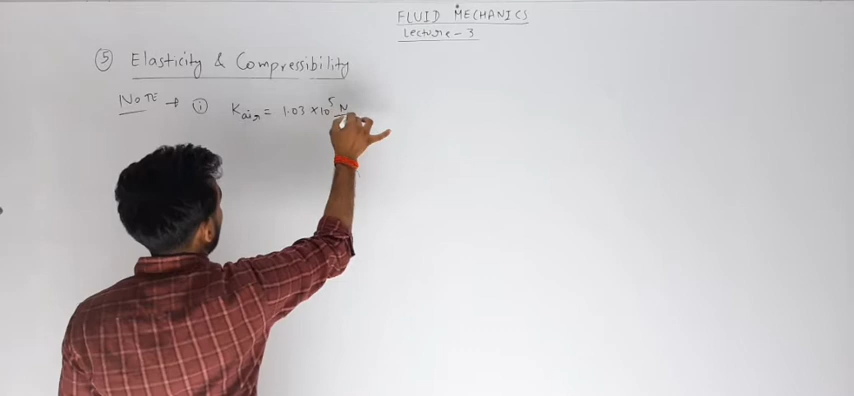 FLUID MECHANICS
Lecture - 3
⑤ Elasticity & Compressibility
NOTE → ⓘ Kair = 1.03 × 10⁵ N